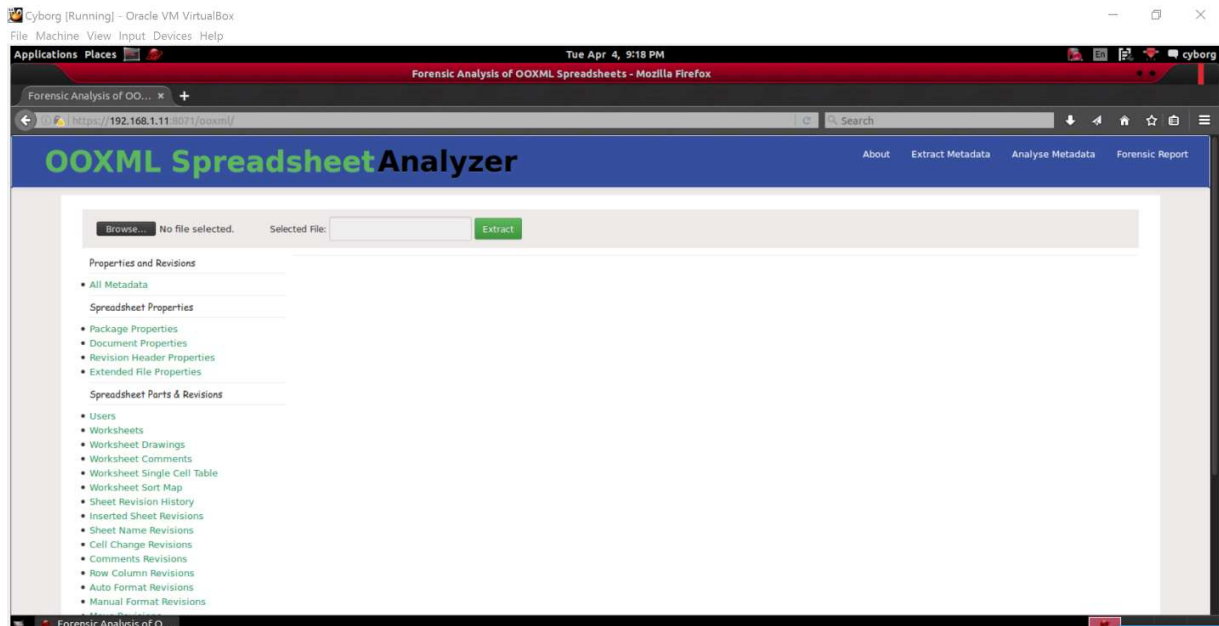 Cyborg [Running] - Oracle VM VirtualBox
File Machine View Input Devices Help
Applications Places Tue Apr 4, 9:18 PM En cyborg
Forensic Analysis of OOXML Spreadsheets - Mozilla Firefox
Forensic Analysis of OO... × +
https://192.168.1.11:8071/ooxml/ Search
OOXML SpreadsheetAnalyzer About Extract Metadata Analyse Metadata Forensic Report
Browse... No file selected. Selected File: Extract
Properties and Revisions
• All Metadata
Spreadsheet Properties
• Package Properties
• Document Properties
• Revision Header Properties
• Extended File Properties
Spreadsheet Parts & Revisions
• Users
• Worksheets
• Worksheet Drawings
• Worksheet Comments
• Worksheet Single Cell Table
• Worksheet Sort Map
• Sheet Revision History
• Inserted Sheet Revisions
• Sheet Name Revisions
• Cell Change Revisions
• Comments Revisions
• Row Column Revisions
• Auto Format Revisions
• Manual Format Revisions
• Move Revisions
Forensic Analysis of O...